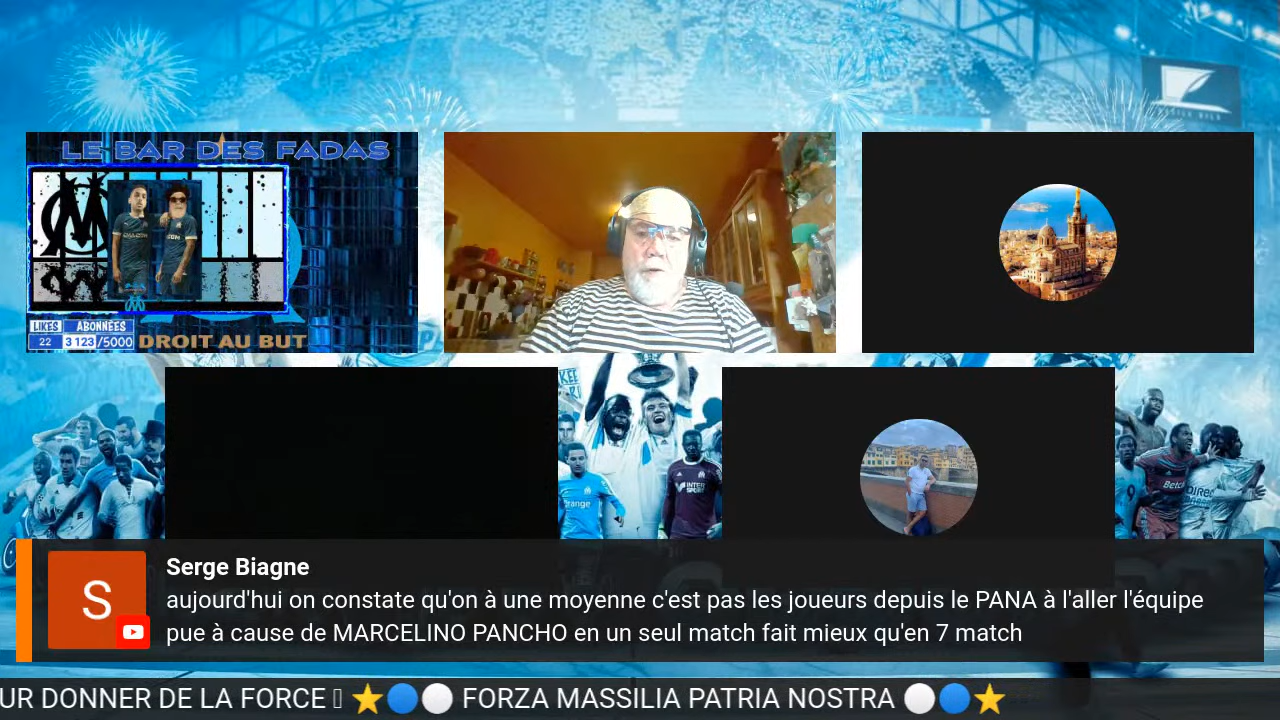 LE BAR DES FADAS
LIKES ABONNÉES
22 3 123 /5000
DROIT AU BUT
Serge Biagne
aujourd'hui on constate qu'on à une moyenne c'est pas les joueurs depuis le PANA à l'aller l'équipe
pue à cause de MARCELINO PANCHO en un seul match fait mieux qu'en 7 match
UR DONNER DE LA FORCE ⭐🔵⚪ FORZA MASSILIA PATRIA NOSTRA ⚪🔵⭐